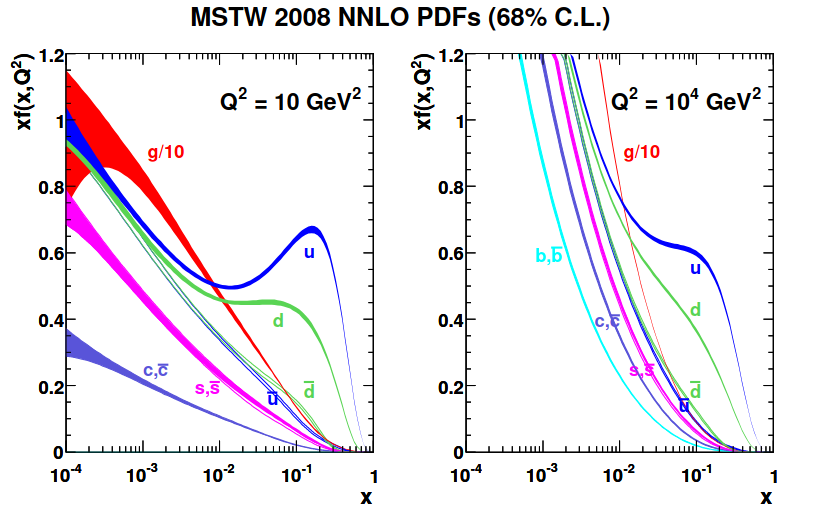 MSTW 2008 NNLO PDFs (68% C.L.)
xf(x,Q²)
1.2
1
0.8
0.6
0.4
0.2
0
Q² = 10 GeV²
g/10
u
d
c,c̅
s,s̅
u̅
d̅
10⁻⁴
10⁻³
10⁻²
10⁻¹
1
x
xf(x,Q²)
1.2
1
0.8
0.6
0.4
0.2
0
Q² = 10⁴ GeV²
g/10
b,b̅
u
d
c,c̅
s,s̅
d̅
u̅
10⁻⁴
10⁻³
10⁻²
10⁻¹
1
x